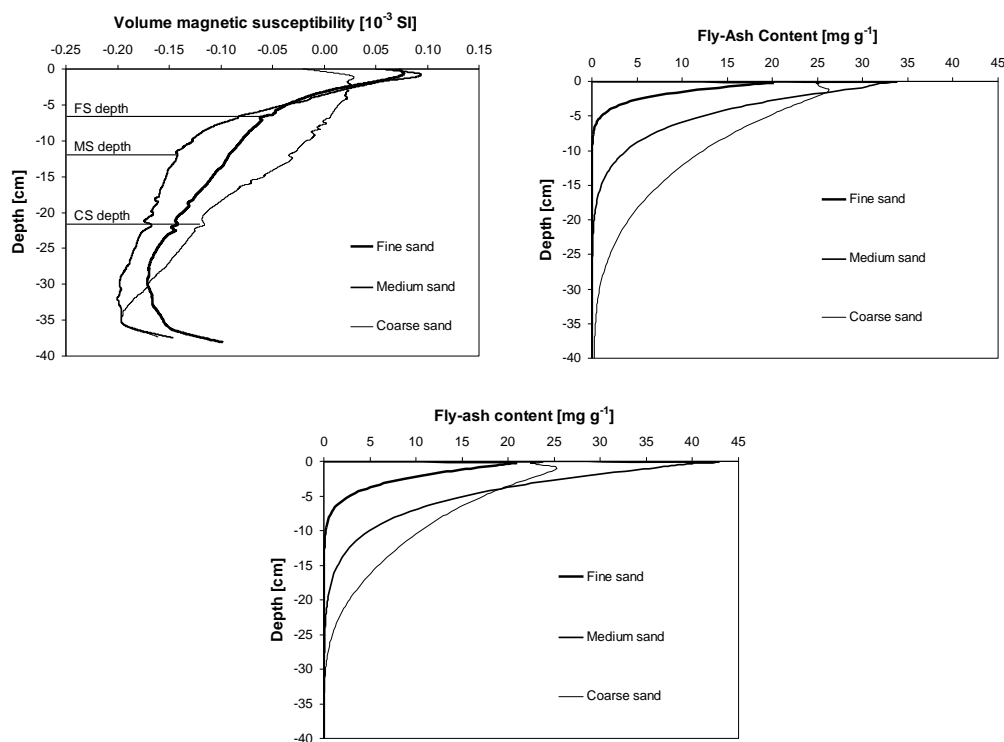 Volume magnetic susceptibility [10⁻³ SI]
-0.25 -0.20 -0.15 -0.10 -0.05 0.00 0.05 0.10 0.15
0
-5
-10
-15
-20
-25
-30
-35
-40
Depth [cm]
FS depth
MS depth
CS depth
Fine sand
Medium sand
Coarse sand
Fly-Ash Content [mg g⁻¹]
0 5 10 15 20 25 30 35 40 45
0
-5
-10
-15
-20
-25
-30
-35
-40
Depth [cm]
Fine sand
Medium sand
Coarse sand
Fly-ash content [mg g⁻¹]
0 5 10 15 20 25 30 35 40 45
0
-5
-10
-15
-20
-25
-30
-35
-40
Depth [cm]
Fine sand
Medium sand
Coarse sand